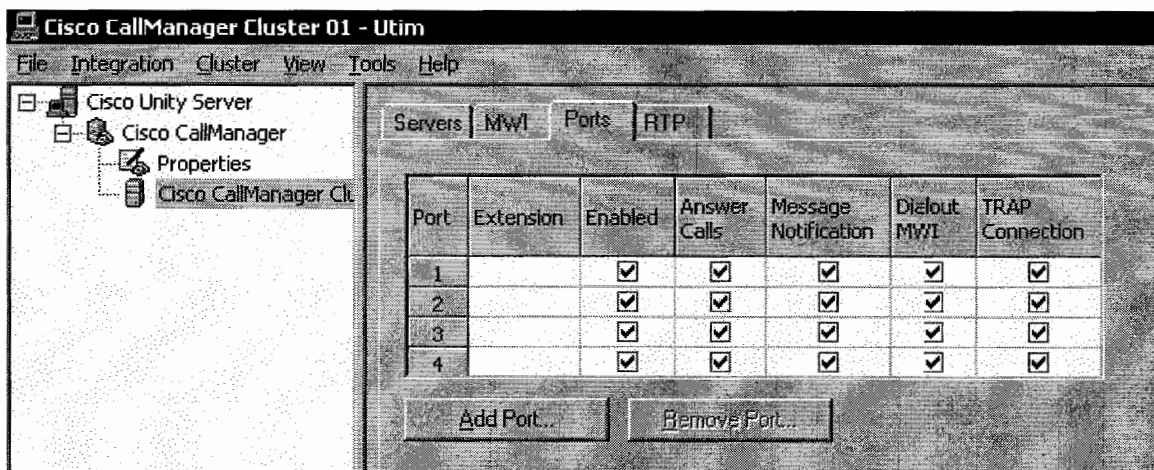 Cisco CallManager Cluster 01 - Utim
File Integration Cluster View Tools Help
Cisco Unity Server
Cisco CallManager
Properties
Cisco CallManager Clu
Servers MWI Ports RTP
Port Extension Enabled Answer Calls Message Notification Dialout MWI TRAP Connection
1
2
3
4
Add Port... Remove Port...